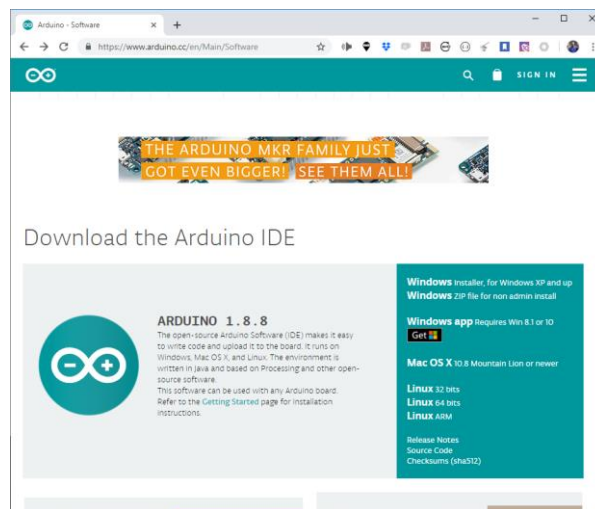 Arduino - Software
https://www.arduino.cc/en/Main/Software
SIGN IN
THE ARDUINO MKR FAMILY JUST
GOT EVEN BIGGER! SEE THEM ALL!
Download the Arduino IDE
ARDUINO 1.8.8
The open-source Arduino Software (IDE) makes it easy
to write code and upload it to the board. It runs on
Windows, Mac OS X, and Linux. The environment is
written in Java and based on Processing and other open-
source software.
This software can be used with any Arduino board.
Refer to the Getting Started page for Installation
instructions.
Windows Installer, for Windows XP and up
Windows ZIP file for non admin install
Windows app Requires Win 8.1 or 10
Get
Mac OS X 10.8 Mountain Lion or newer
Linux 32 bits
Linux 64 bits
Linux ARM
Release Notes
Source Code
Checksums (sha512)